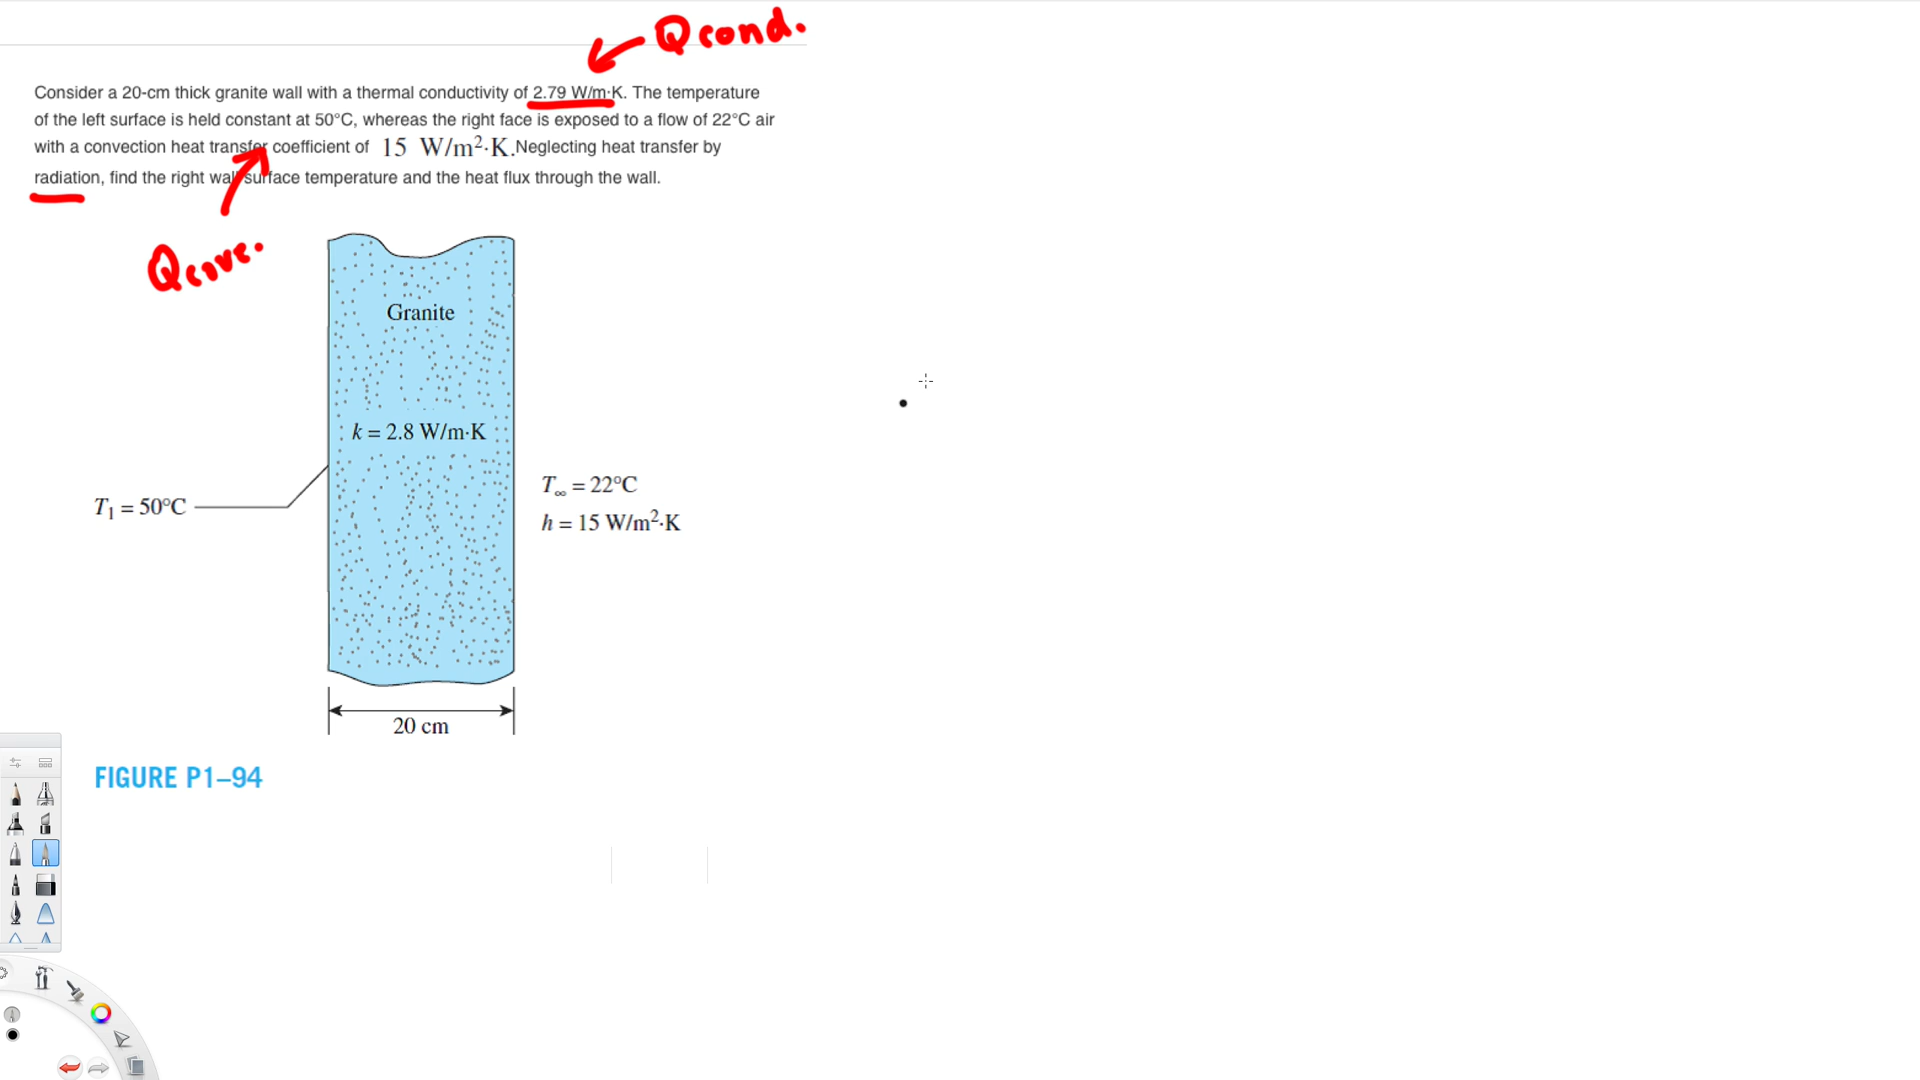 Qcond.
Consider a 20-cm thick granite wall with a thermal conductivity of 2.79 W/m·K. The temperature
of the left surface is held constant at 50°C, whereas the right face is exposed to a flow of 22°C air
with a convection heat transfer coefficient of 15 W/m²·K.Neglecting heat transfer by
radiation, find the right wall surface temperature and the heat flux through the wall.
Qcove.
Granite
k = 2.8 W/m·K
T∞ = 22°C
T₁ = 50°C
h = 15 W/m²·K
20 cm
FIGURE P1–94